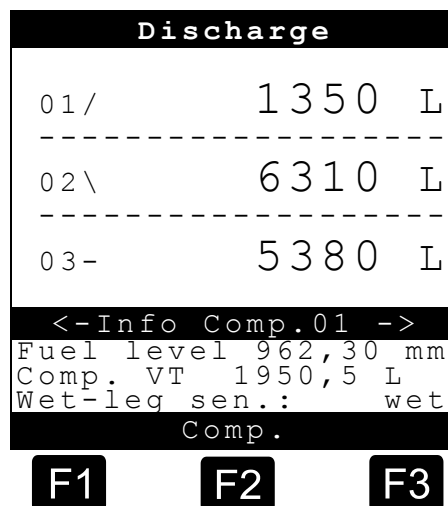 Discharge
01/ 1350 L
02\ 6310 L
03- 5380 L
<-Info Comp.01 ->
Fuel level 962,30 mm
Comp. VT 1950,5 L
Wet-leg sen.: wet
Comp.
F1 F2 F3